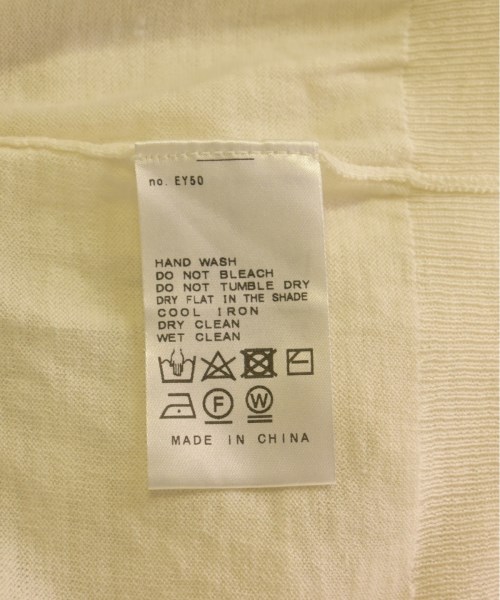 no. EY50
HAND WASH
DO NOT BLEACH
DO NOT TUMBLE DRY
DRY FLAT IN THE SHADE
COOL IRON
DRY CLEAN
WET CLEAN
F W
MADE IN CHINA